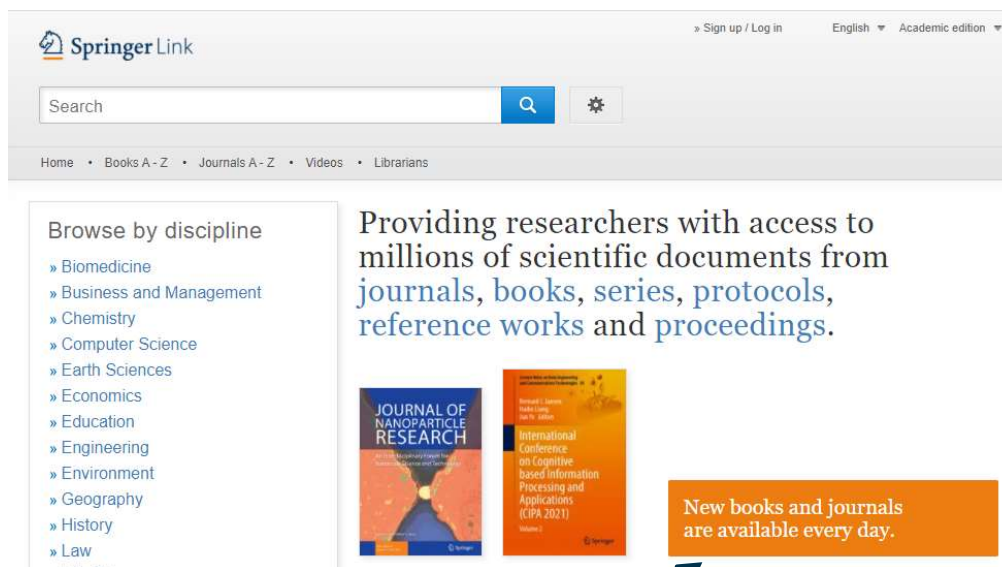 » Sign up / Log in English Academic edition
Springer Link
Search
Home • Books A - Z • Journals A - Z • Videos • Librarians
Browse by discipline
» Biomedicine
» Business and Management
» Chemistry
» Computer Science
» Earth Sciences
» Economics
» Education
» Engineering
» Environment
» Geography
» History
» Law
Providing researchers with access to
millions of scientific documents from
journals, books, series, protocols,
reference works and proceedings.
JOURNAL OF
NANOPARTICLE
RESEARCH
Springer
International
Conference
on Cognitive
based Information
Processing and
Applications
(CIPA 2021)
Volume 2
Springer
New books and journals
are available every day.